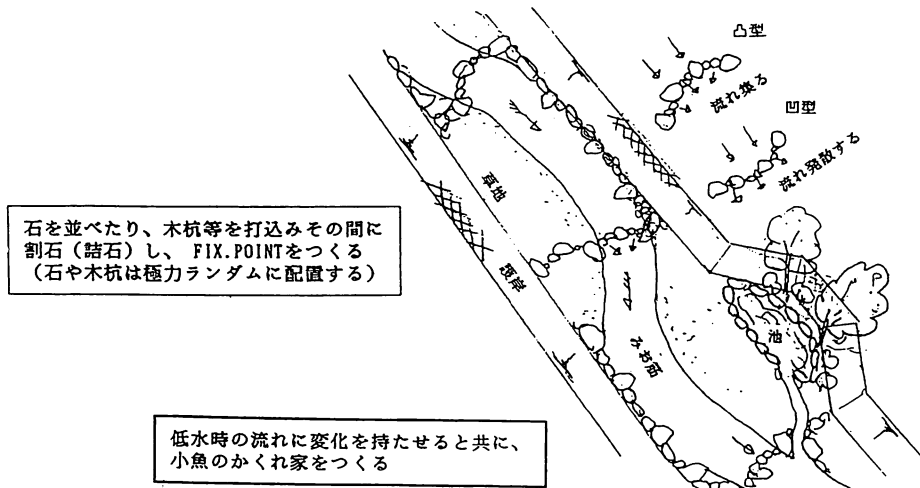 凸型
流れ集る
凹型
流れ発散する
草地
護岸
石を並べたり、木杭等を打込みその間に
割石（詰石）し、 FIX.POINTをつくる
（石や木杭は極力ランダムに配置する）
池
みお筋
低水時の流れに変化を持たせると共に、
小魚のかくれ家をつくる